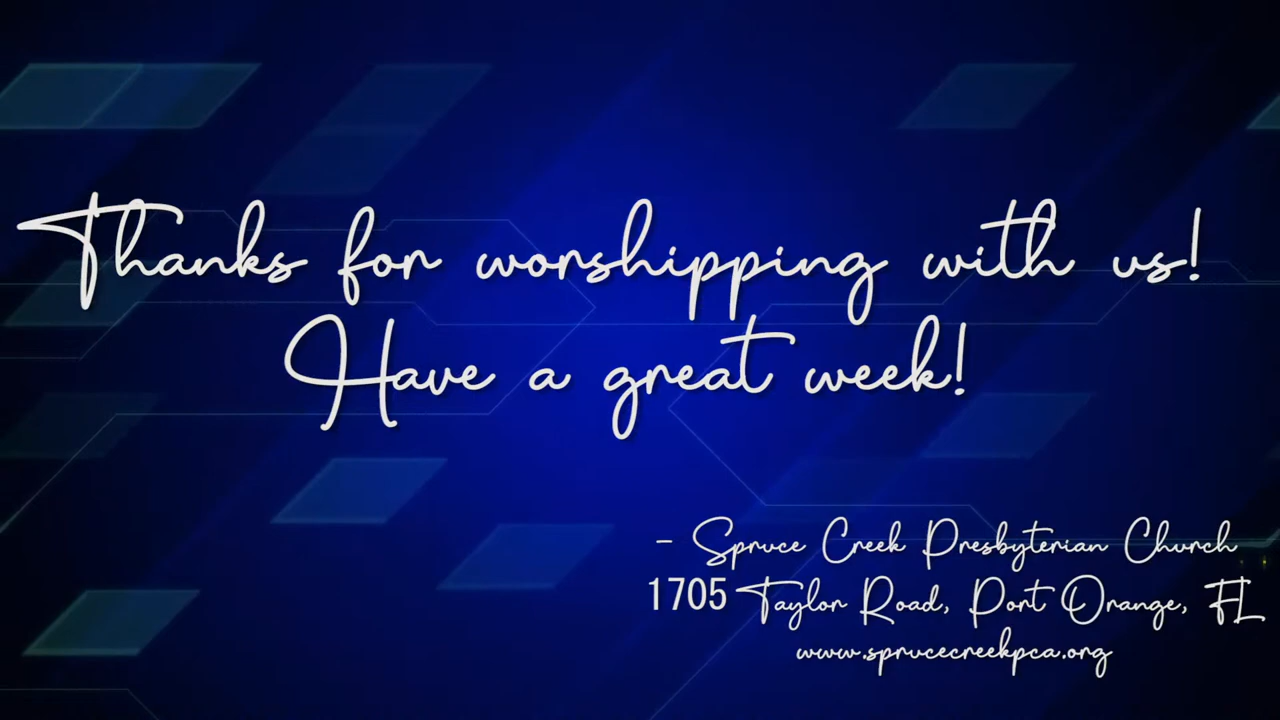 Thanks for worshipping with us!
Have a great week!
- Spruce Creek Presbyterian Church
1705 Taylor Road, Port Orange, FL
www.sprucecreekpca.org